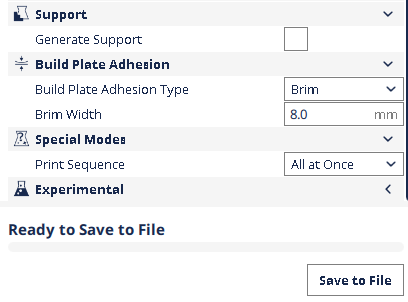 Support
Generate Support
Build Plate Adhesion
Build Plate Adhesion Type Brim
Brim Width 8.0 mm
Special Modes
Print Sequence All at Once
Experimental
Ready to Save to File
Save to File